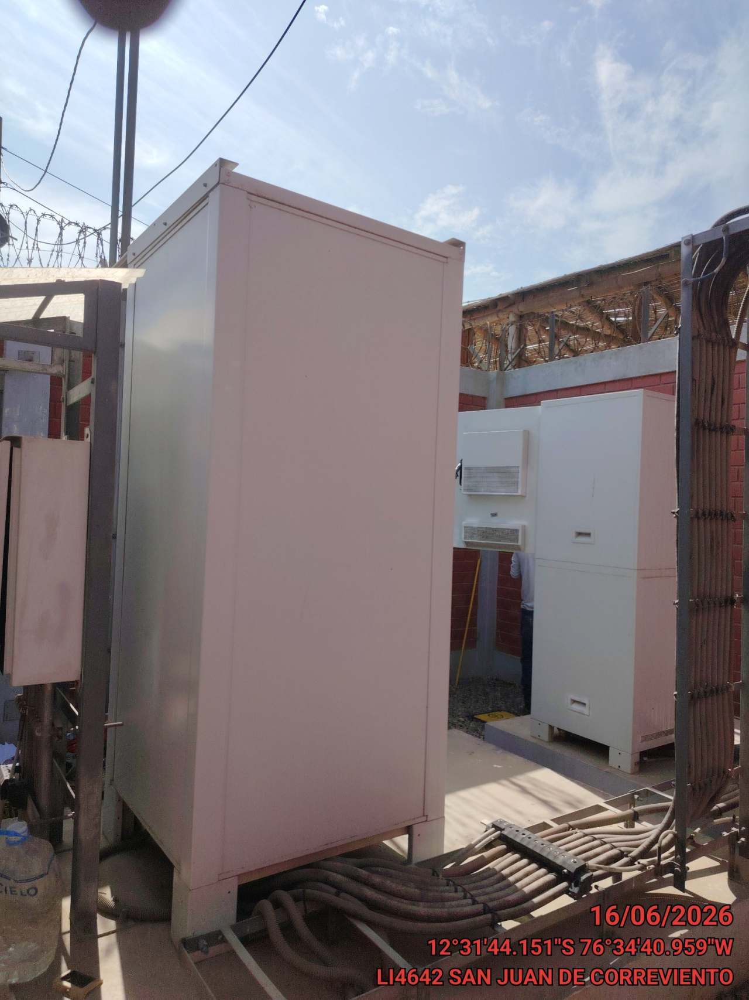 CIELO
16/06/2026
12°31'44.151"S 76°34'40.959"W
LI4642 SAN JUAN DE CORREVIENTO